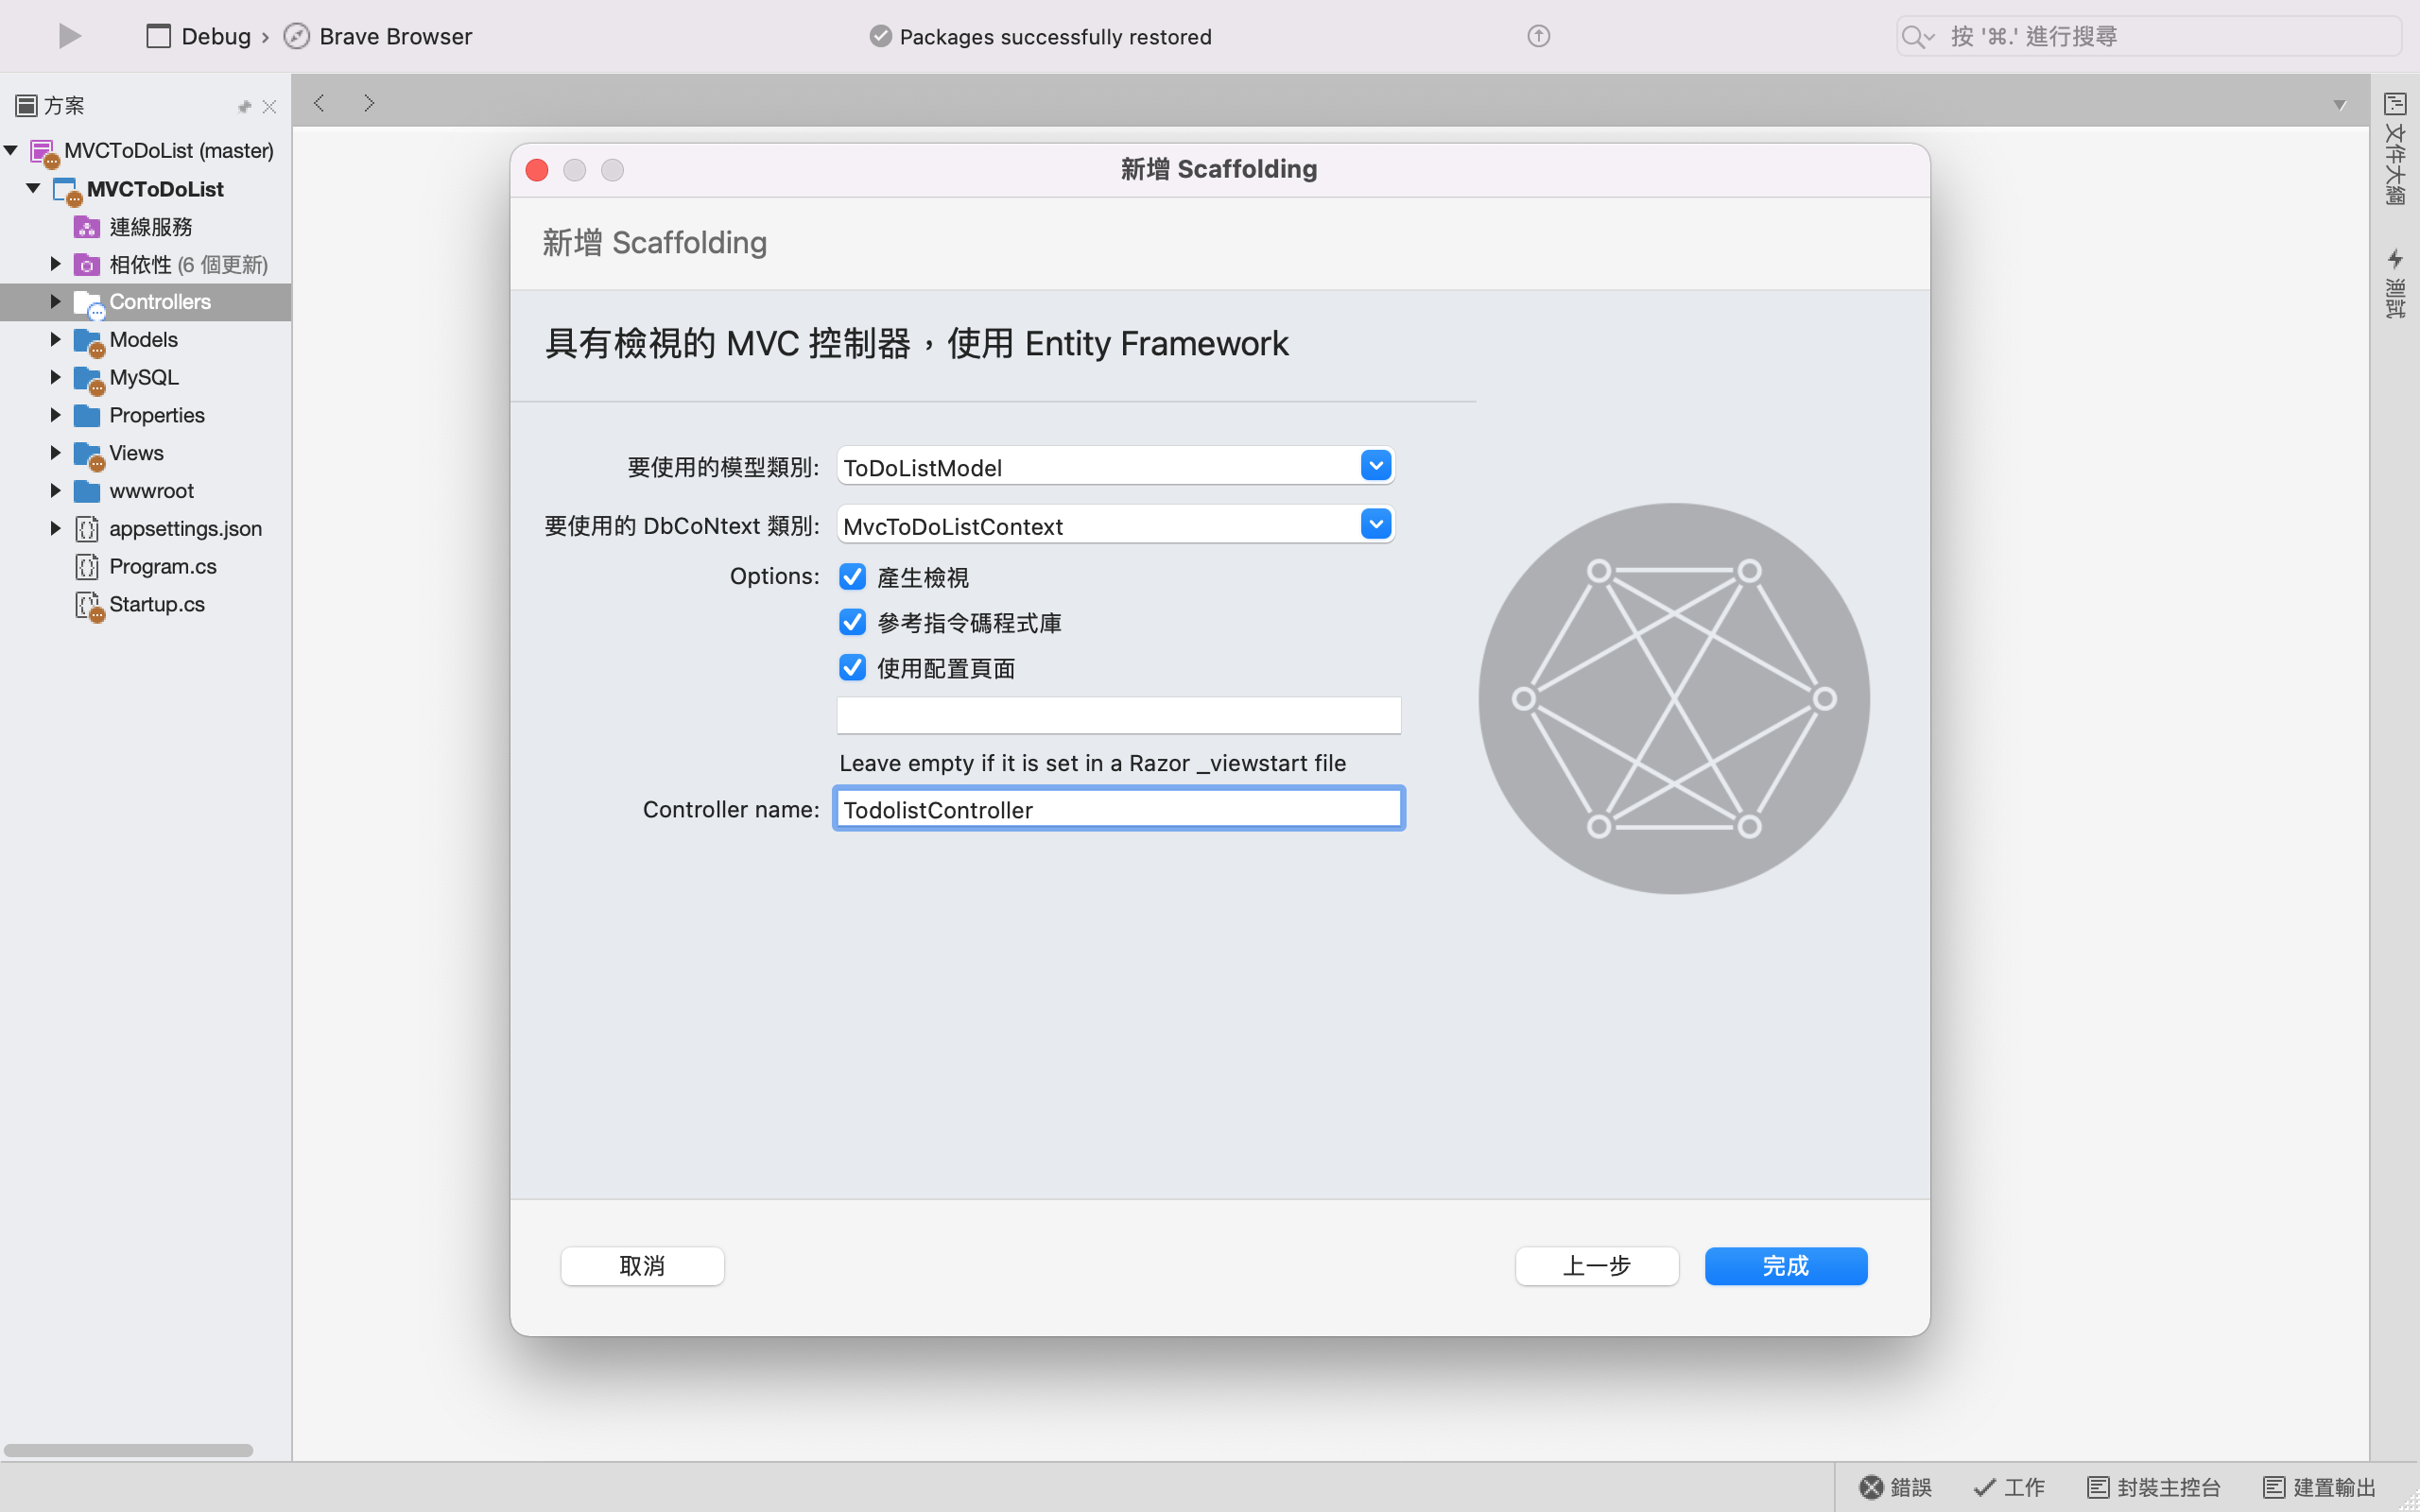 Debug › Brave Browser
Packages successfully restored
按 '⌘.' 進行搜尋
方案
MVCToDoList (master)
MVCToDoList
連線服務
相依性 (6 個更新)
Controllers
Models
MySQL
Properties
Views
wwwroot
appsettings.json
Program.cs
Startup.cs
新增 Scaffolding
新增 Scaffolding
具有檢視的 MVC 控制器，使用 Entity Framework
要使用的模型類別: ToDoListModel
要使用的 DbCoNtext 類別: MvcToDoListContext
Options: 產生檢視
參考指令碼程式庫
使用配置頁面
Leave empty if it is set in a Razor _viewstart file
Controller name: TodolistController
取消
上一步
完成
文件大綱
測試
錯誤
工作
封裝主控台
建置輸出